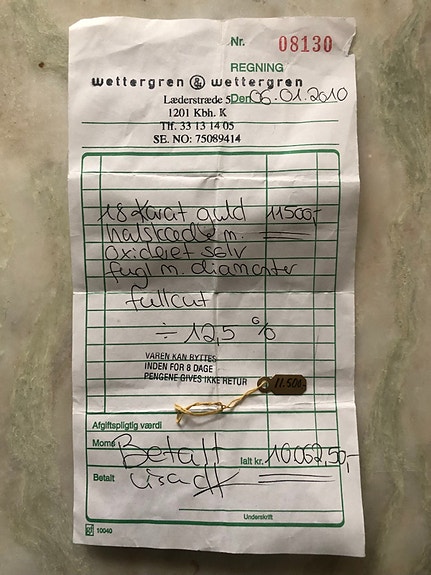 Nr. 08130
REGNING
wettergren & wettergren
Læderstræde 5 Den 06.01.2010
1201 Kbh. K
Tlf. 33 13 14 05
SE. NO: 75089414
18 Karat guld 11500,-
halskæde m.
oxideret sølv
fugl m. diamanter
fullcut
÷ 12,5 %
VAREN KAN BYTTES
INDEN FOR 8 DAGE
PENGENE GIVES IKKE RETUR
11.500,-
Afgiftspligtig værdi
Moms Betalt Ialt kr. 10062,50,-
Betalt visa
Underskrift
10040